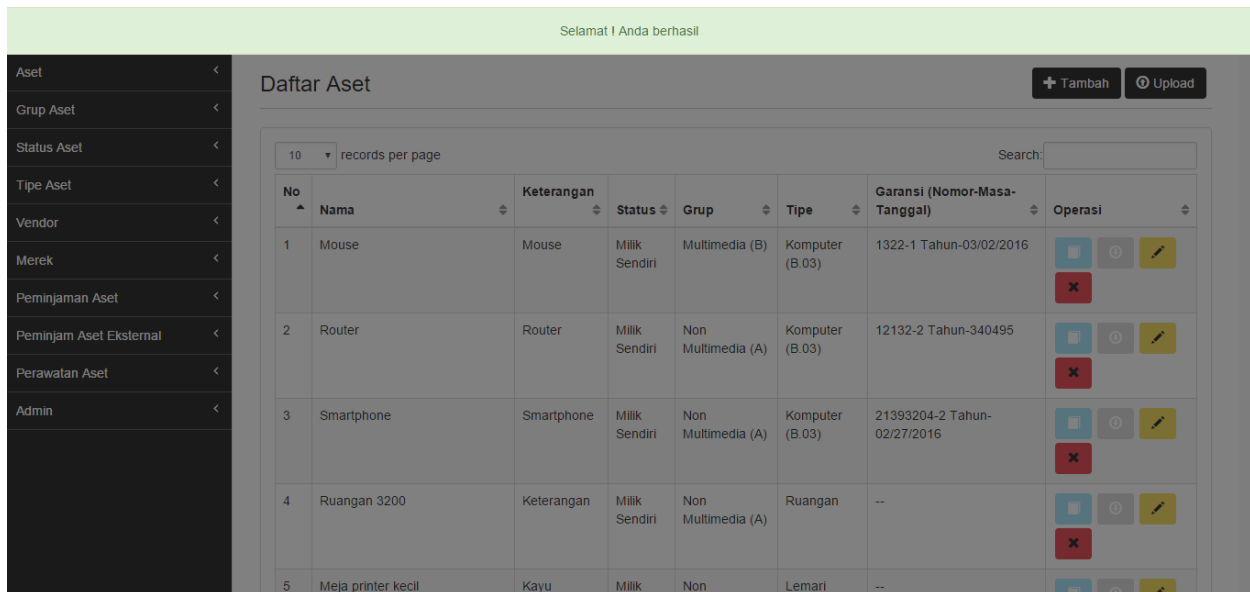 Selamat ! Anda berhasil
Aset
Grup Aset
Status Aset
Tipe Aset
Vendor
Merek
Peminjaman Aset
Peminjam Aset Eksternal
Perawatan Aset
Admin
Daftar Aset
Tambah
Upload
10 records per page
Search:
No Nama Keterangan Status Grup Tipe Garansi (Nomor-Masa-
Tanggal) Operasi
1 Mouse Mouse Milik Multimedia (B) Komputer 1322-1 Tahun-03/02/2016
Sendiri (B.03)
2 Router Router Milik Non Komputer 12132-2 Tahun-340495
Sendiri Multimedia (A) (B.03)
3 Smartphone Smartphone Milik Non Komputer 21393204-2 Tahun-
Sendiri Multimedia (A) (B.03) 02/27/2016
4 Ruangan 3200 Keterangan Milik Non Ruangan --
Sendiri Multimedia (A)
5 Meja printer kecil Kayu Milik Non Lemari --